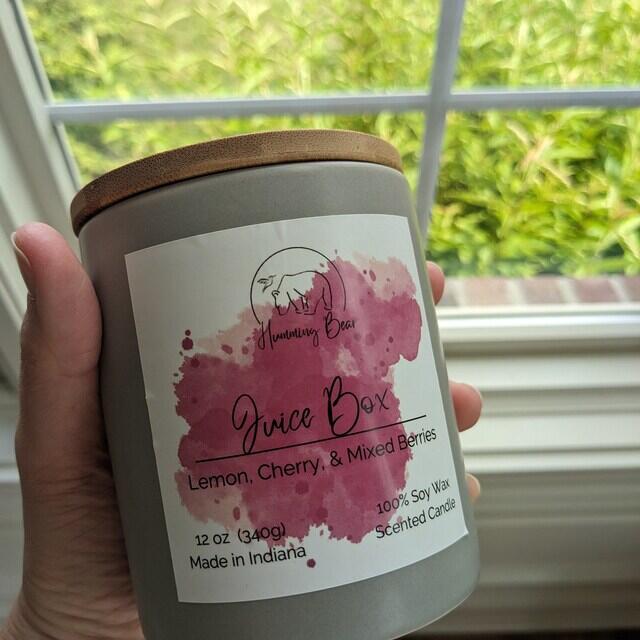 Humming Bear
Juice Box
Lemon, Cherry, & Mixed Berries
12 oz (340g)
Made in Indiana
100% Soy Wax
Scented Candle